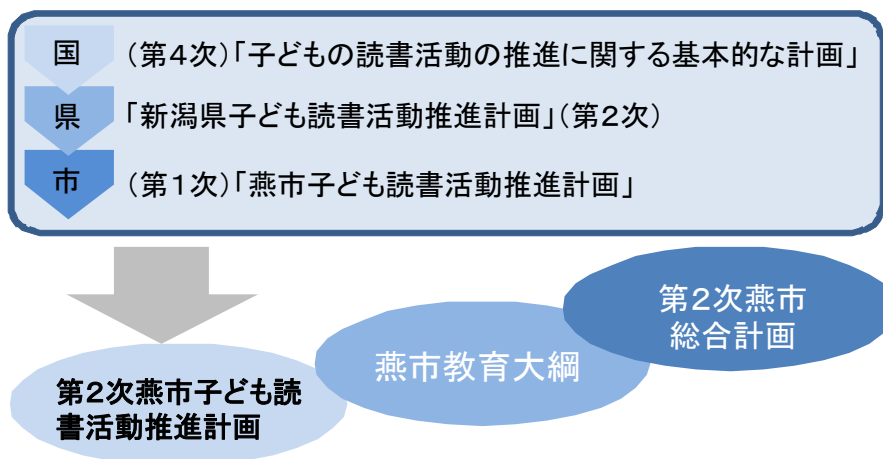 国 (第4次)「子どもの読書活動の推進に関する基本的な計画」
県 「新潟県子ども読書活動推進計画」(第2次)
市 (第1次)「燕市子ども読書活動推進計画」
第2次燕市
総合計画
燕市教育大綱
第2次燕市子ども読
書活動推進計画